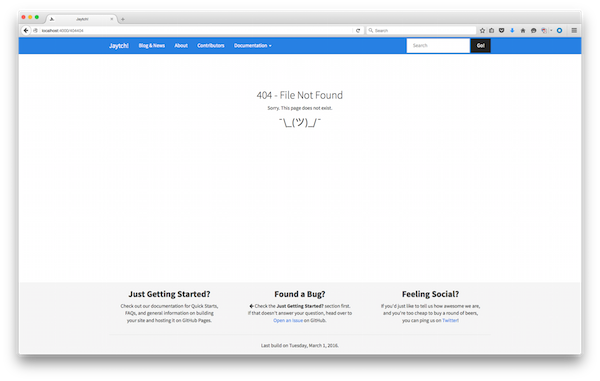 Jaytch!
localhost:4000/404404
Search
Jaytch! Blog & News About Contributors Documentation Search Go!
404 - File Not Found
Sorry. This page does not exist.
¯\_(ツ)_/¯
Just Getting Started?
Check out our documentation for Quick Starts,
FAQs, and general information on building
your site and hosting it on GitHub Pages.
Found a Bug?
Check the Just Getting Started? section first.
If that doesn't answer your question, head over to
Open an Issue on GitHub.
Feeling Social?
If you'd just like to tell us how awesome we are,
and you're too cheap to buy a round of beers,
you can ping us on Twitter!
Last build on Tuesday, March 1, 2016.